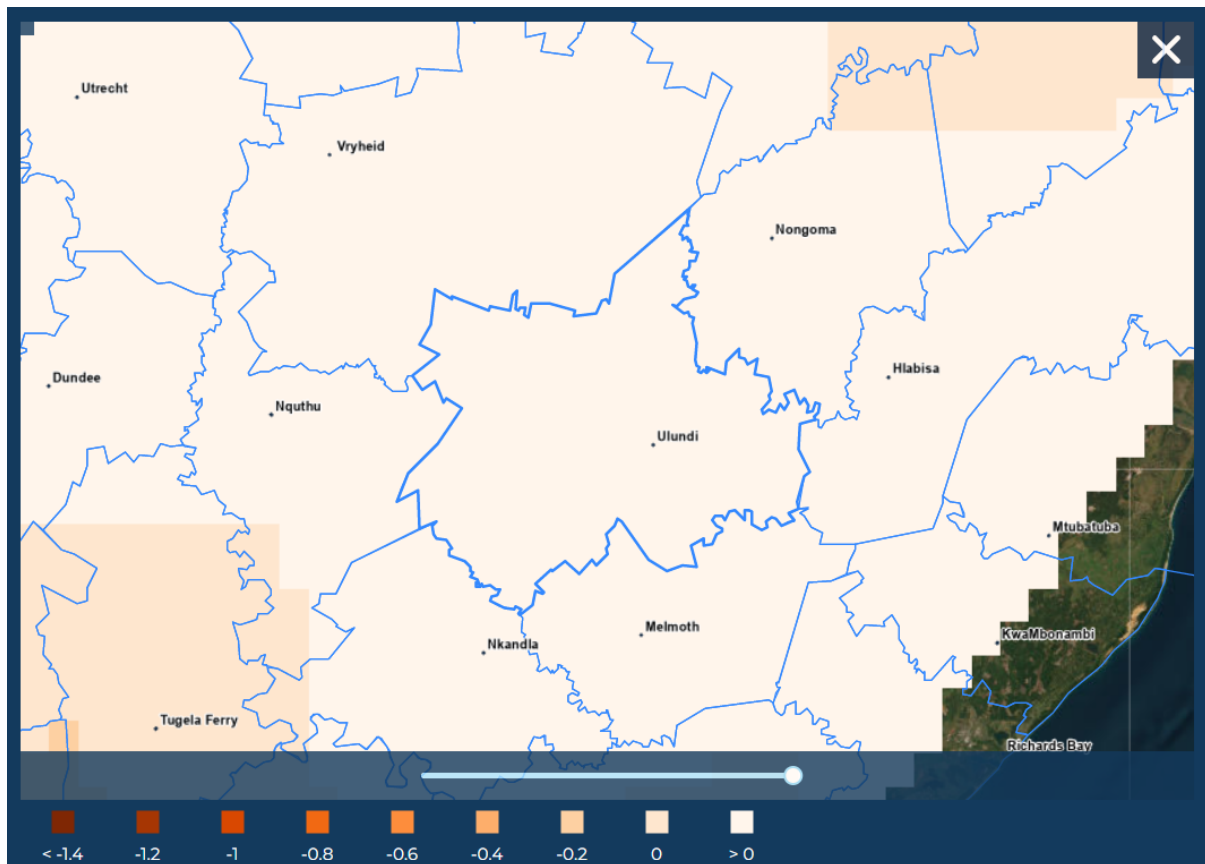 Utrecht
Vryheid
Nongoma
Dundee
Hlabisa
Nquthu
Ulundi
Mtubatuba
Melmoth
KwaMbonambi
Nkandla
Tugela Ferry
Richards Bay
< -1.4 -1.2 -1 -0.8 -0.6 -0.4 -0.2 0 > 0